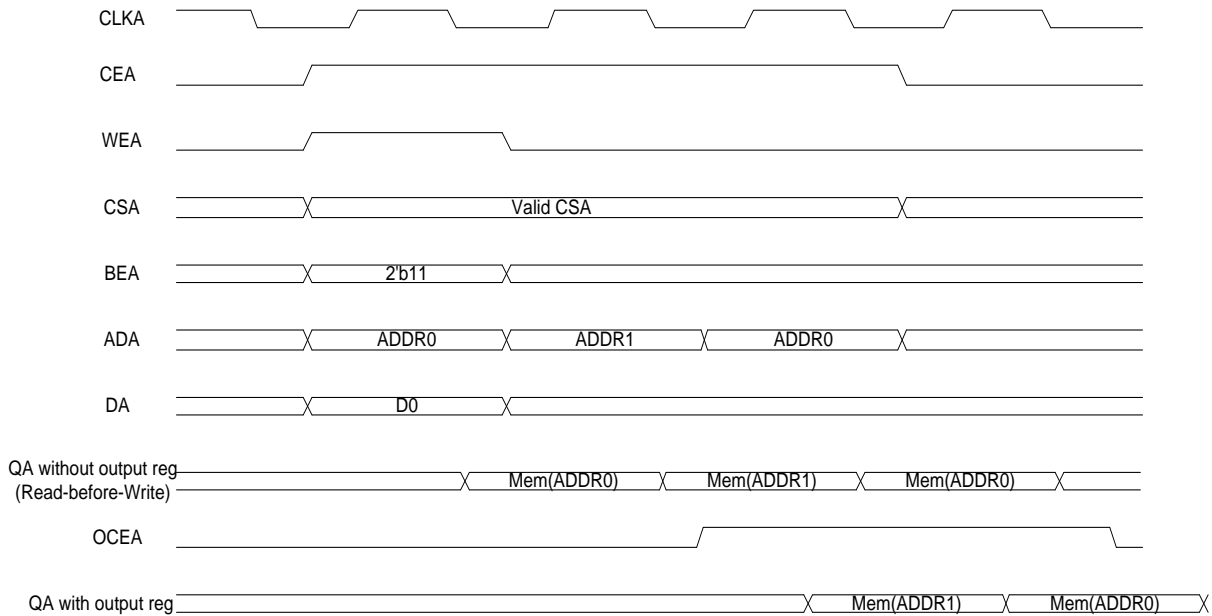 CLKA
CEA
WEA
CSA
Valid CSA
BEA
2'b11
ADA
ADDR0
ADDR1
ADDR0
DA
D0
QA without output reg
(Read-before-Write)
Mem(ADDR0)
Mem(ADDR1)
Mem(ADDR0)
OCEA
QA with output reg
Mem(ADDR1)
Mem(ADDR0)